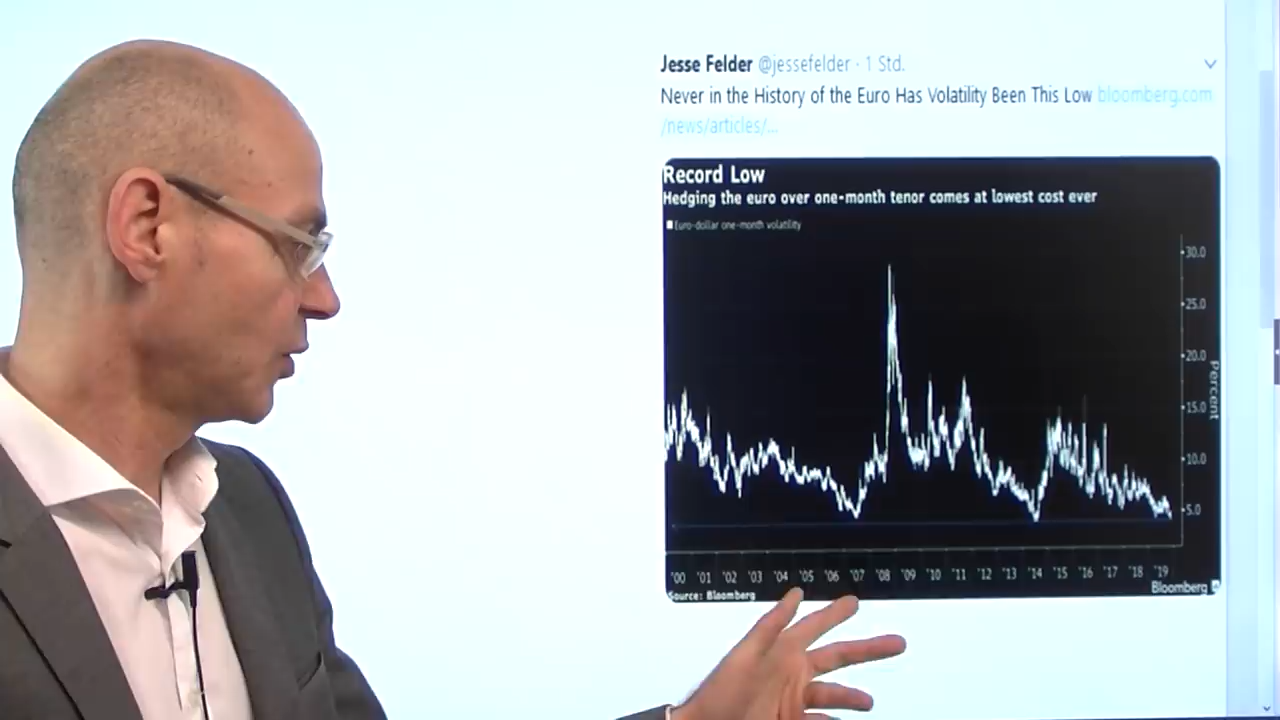 Jesse Felder @jessefelder · 1 Std.
Never in the History of the Euro Has Volatility Been This Low bloomberg.com
/news/articles/...
Record Low
Hedging the euro over one-month tenor comes at lowest cost ever
Euro-dollar one-month volatility
30.0
25.0
20.0
15.0
10.0
5.0
Percent
'00 '01 '02 '03 '04 '05 '06 '07 '08 '09 '10 '11 '12 '13 '14 '15 '16 '17 '18 '19
Source: Bloomberg
Bloomberg